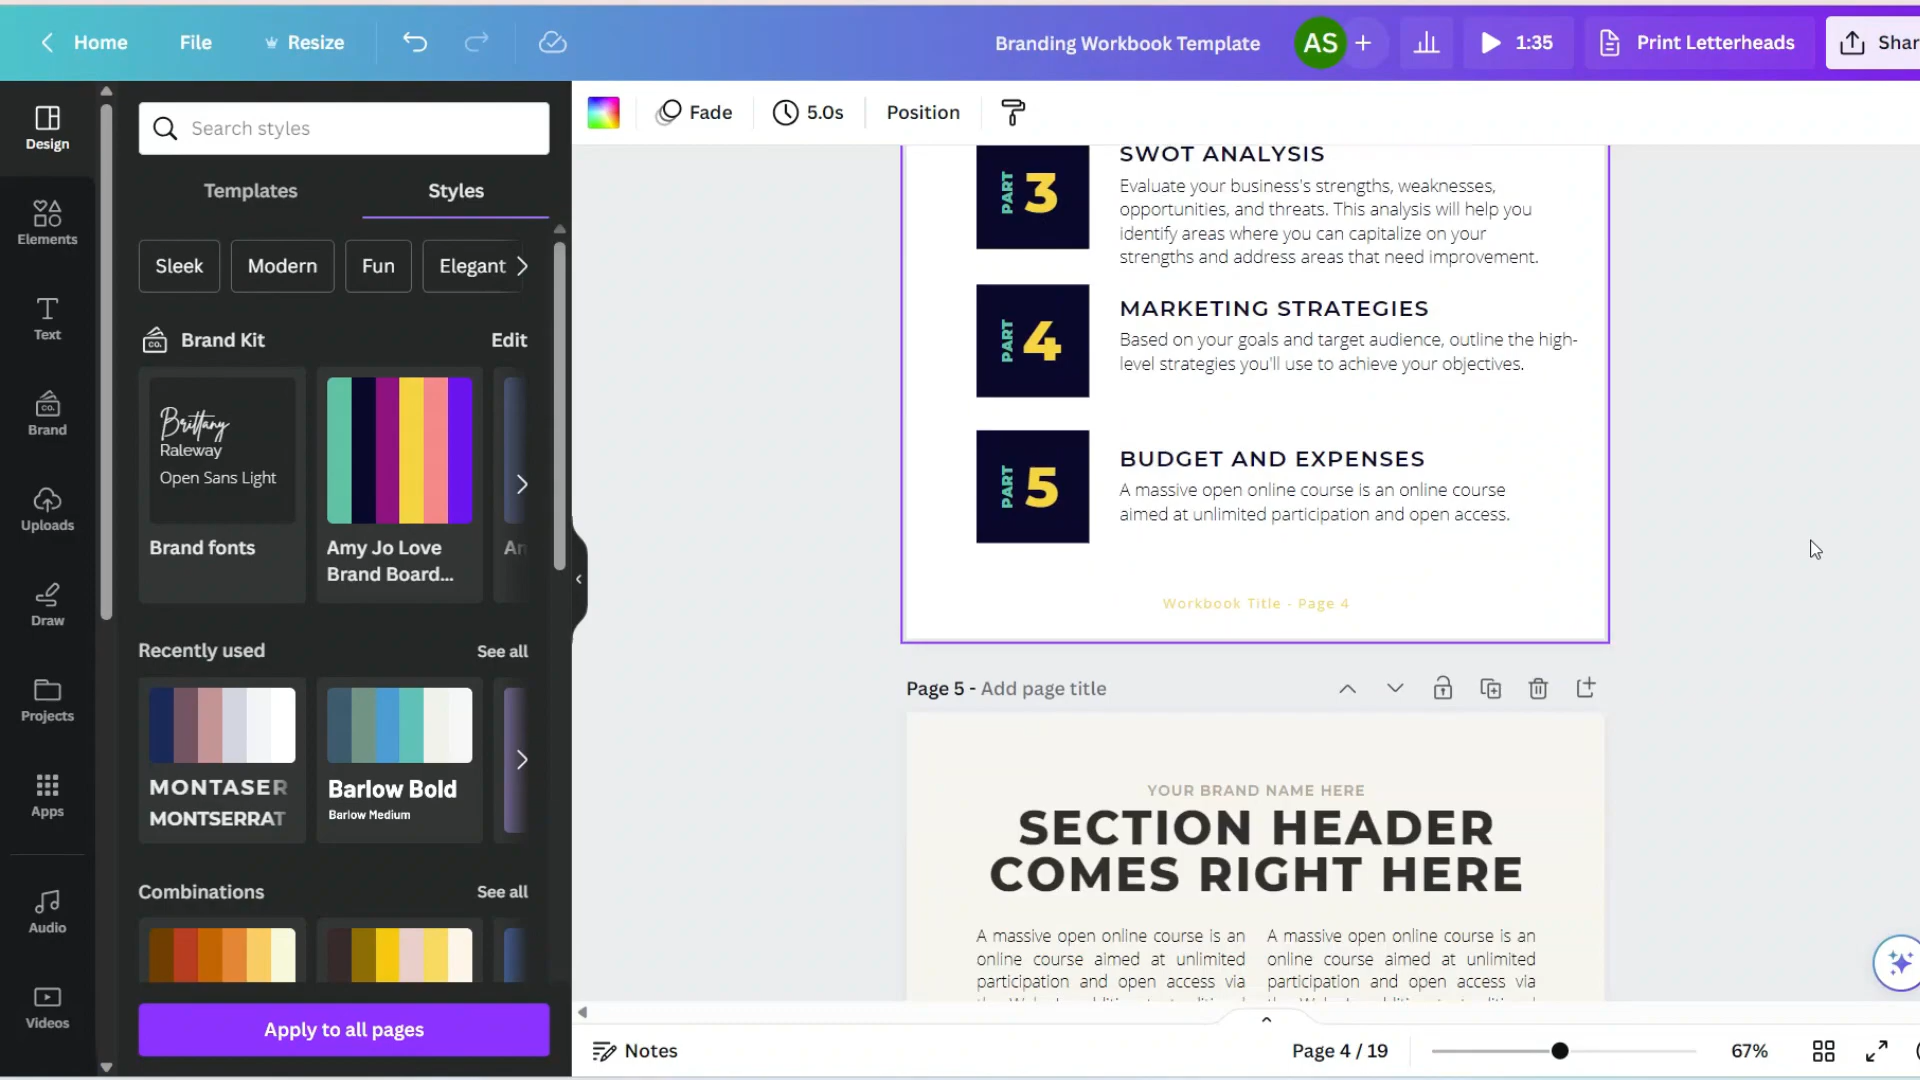 Home
File
Resize
Branding Workbook Template
AS
1:35
Print Letterheads
Fade
5.0s
Position
Search styles
Templates
Styles
Sleek
Modern
Fun
Elegant
Brand Kit
Edit
Brittany
Raleway
Open Sans Light
Brand fonts
Amy Jo Love
Brand Board...
Recently used
See all
MONTASER
MONTSERRAT
Barlow Bold
Barlow Medium
Combinations
See all
Apply to all pages
Design
Elements
Text
CO.
Brand
Uploads
Draw
Projects
Apps
Audio
Videos
PART 3
SWOT ANALYSIS
Evaluate your business's strengths, weaknesses,
opportunities, and threats. This analysis will help you
identify areas where you can capitalize on your
strengths and address areas that need improvement.
PART 4
MARKETING STRATEGIES
Based on your goals and target audience, outline the high-
level strategies you'll use to achieve your objectives.
PART 5
BUDGET AND EXPENSES
A massive open online course is an online course
aimed at unlimited participation and open access.
Workbook Title - Page 4
Page 5 - Add page title
YOUR BRAND NAME HERE
SECTION HEADER
COMES RIGHT HERE
A massive open online course is an
online course aimed at unlimited
participation and open access via
A massive open online course is an
online course aimed at unlimited
participation and open access via
Notes
Page 4 / 19
67%